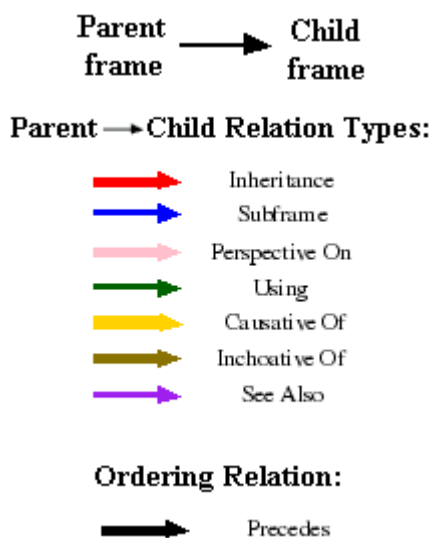 Parent frame
Child frame
Parent → Child Relation Types:
Inheritance
Subframe
Perspective On
Using
Causative Of
Inchoative Of
See Also
Ordering Relation:
Precedes